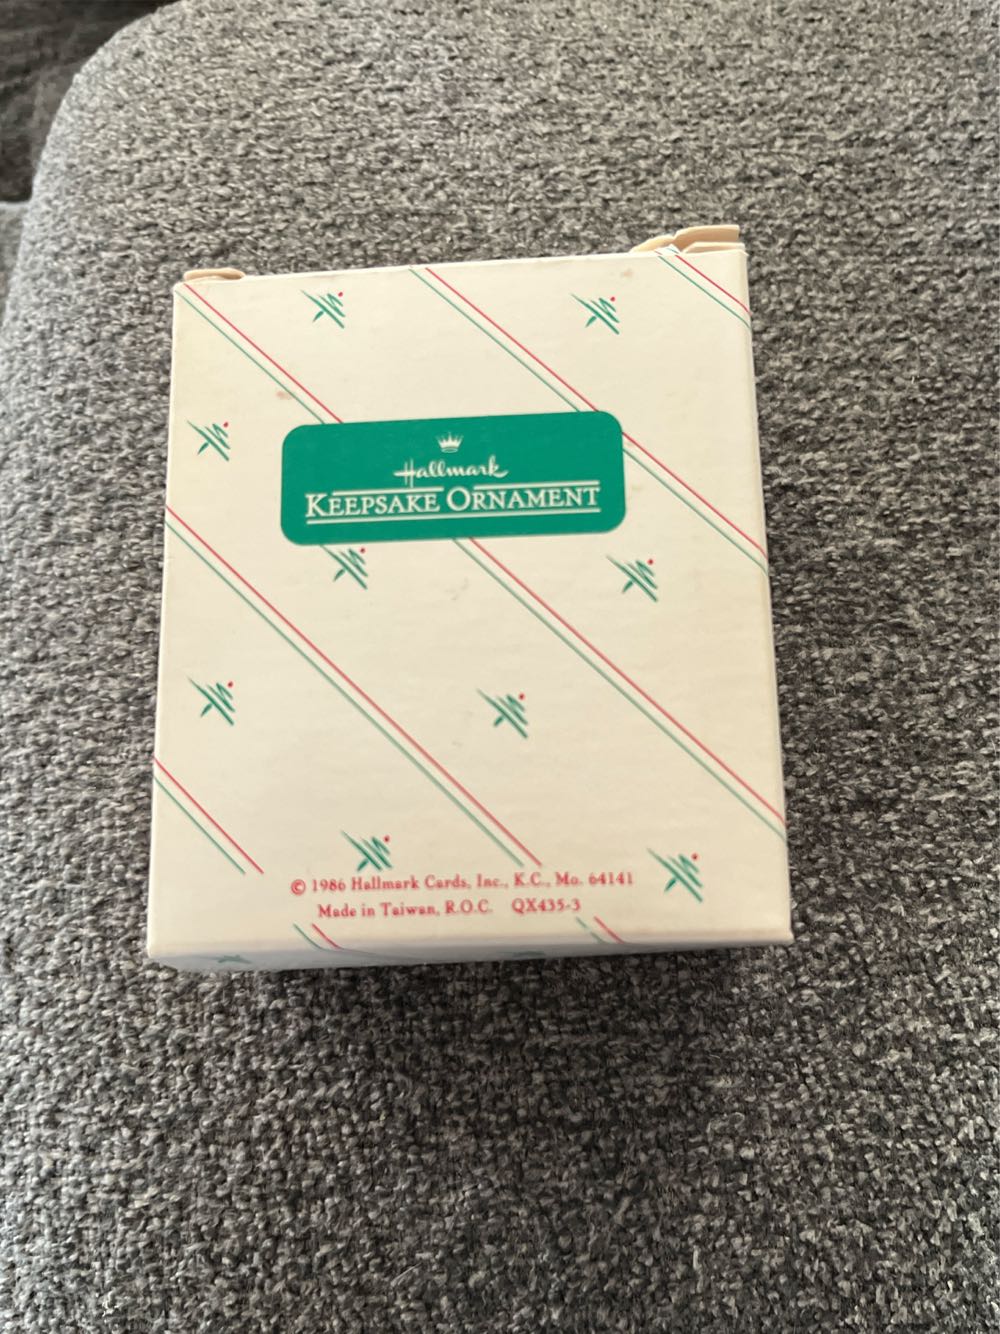 Hallmark
KEEPSAKE ORNAMENT
© 1986 Hallmark Cards, Inc., K.C., Mo. 64141
Made in Taiwan, R.O.C. QX435-3